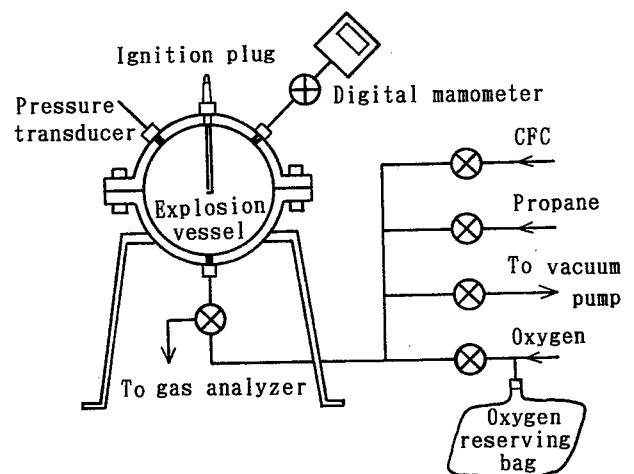 Ignition plug
Pressure
transducer
Digital mamometer
CFC
Explosion
vessel
Propane
To vacuum
pump
Oxygen
To gas analyzer
Oxygen
reserving
bag